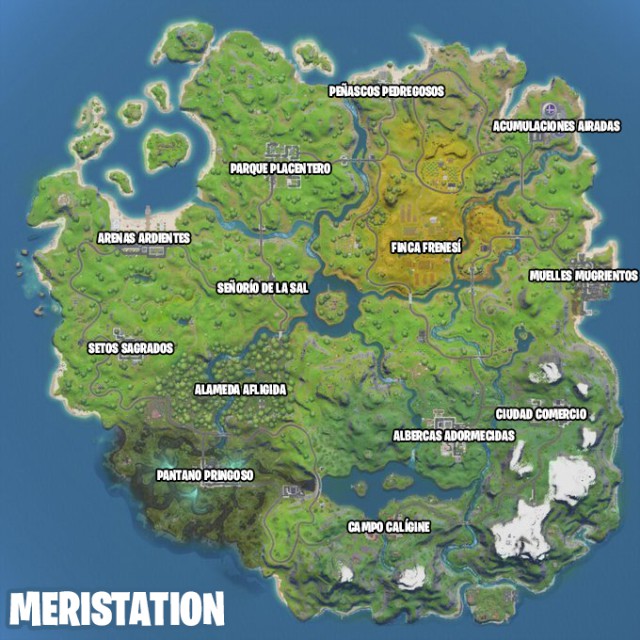 PEÑASCOS PEDREGOSOS
ACUMULACIONES AIRADAS
PARQUE PLACENTERO
ARENAS ARDIENTES
FINCA FRENESÍ
MUELLES MUGRIENTOS
SEÑORÍO DE LA SAL
SETOS SAGRADOS
ALAMEDA AFLIGIDA
CIUDAD COMERCIO
ALBERCAS ADORMECIDAS
PANTANO PRINGOSO
CAMPO CALÍGINE
MERISTATION